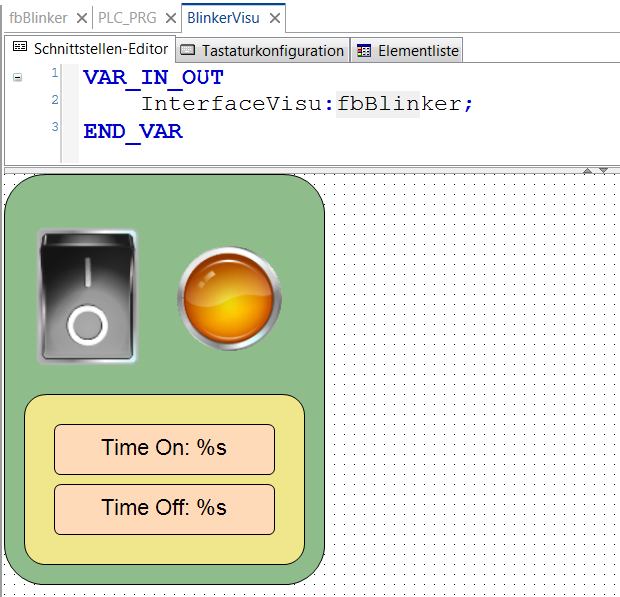 fbBlinker PLC_PRG BlinkerVisu
Schnittstellen-Editor Tastaturkonfiguration Elementliste
1 VAR_IN_OUT
2 InterfaceVisu:fbBlinker;
3 END_VAR
Time On: %s
Time Off: %s